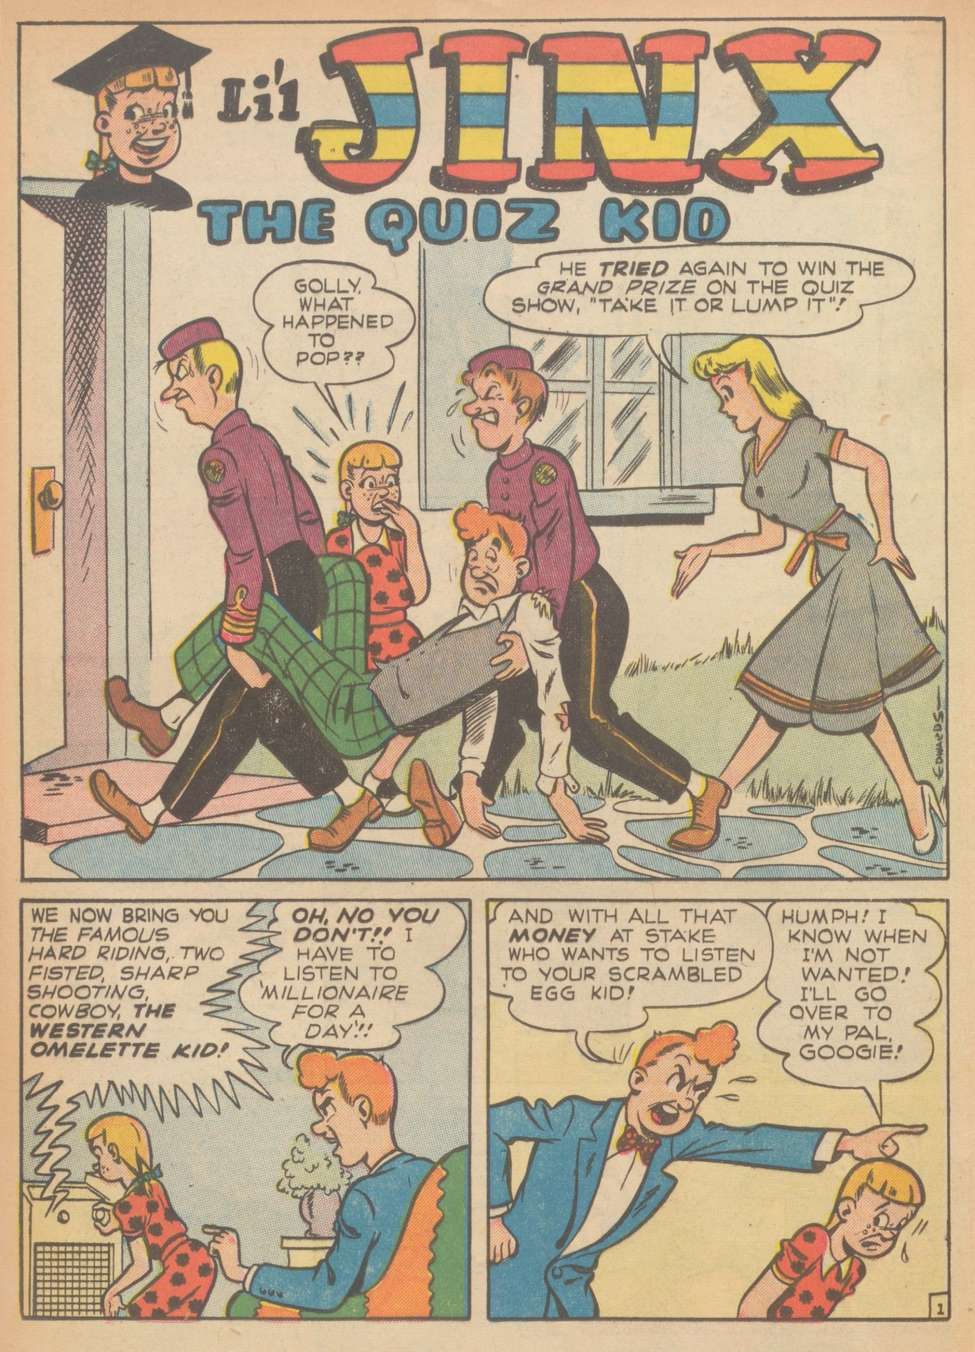 Li'l JINX
THE QUIZ KID
GOLLY,
WHAT
HAPPENED
TO
POP??
HE TRIED AGAIN TO WIN THE
GRAND PRIZE ON THE QUIZ
SHOW, "TAKE IT OR LUMP IT"!
EDWARDS
WE NOW BRING YOU
THE FAMOUS
HARD RIDING, TWO
FISTED, SHARP
SHOOTING,
COWBOY, THE
WESTERN
OMELETTE KID!
OH, NO YOU
DON'T!! I
HAVE TO
LISTEN TO
'MILLIONAIRE
FOR A
DAY'!!
AND WITH ALL THAT
MONEY AT STAKE
WHO WANTS TO LISTEN
TO YOUR SCRAMBLED
EGG KID!
HUMPH! I
KNOW WHEN
I'M NOT
WANTED!
I'LL GO
OVER TO
MY PAL,
GOOGIE!
1